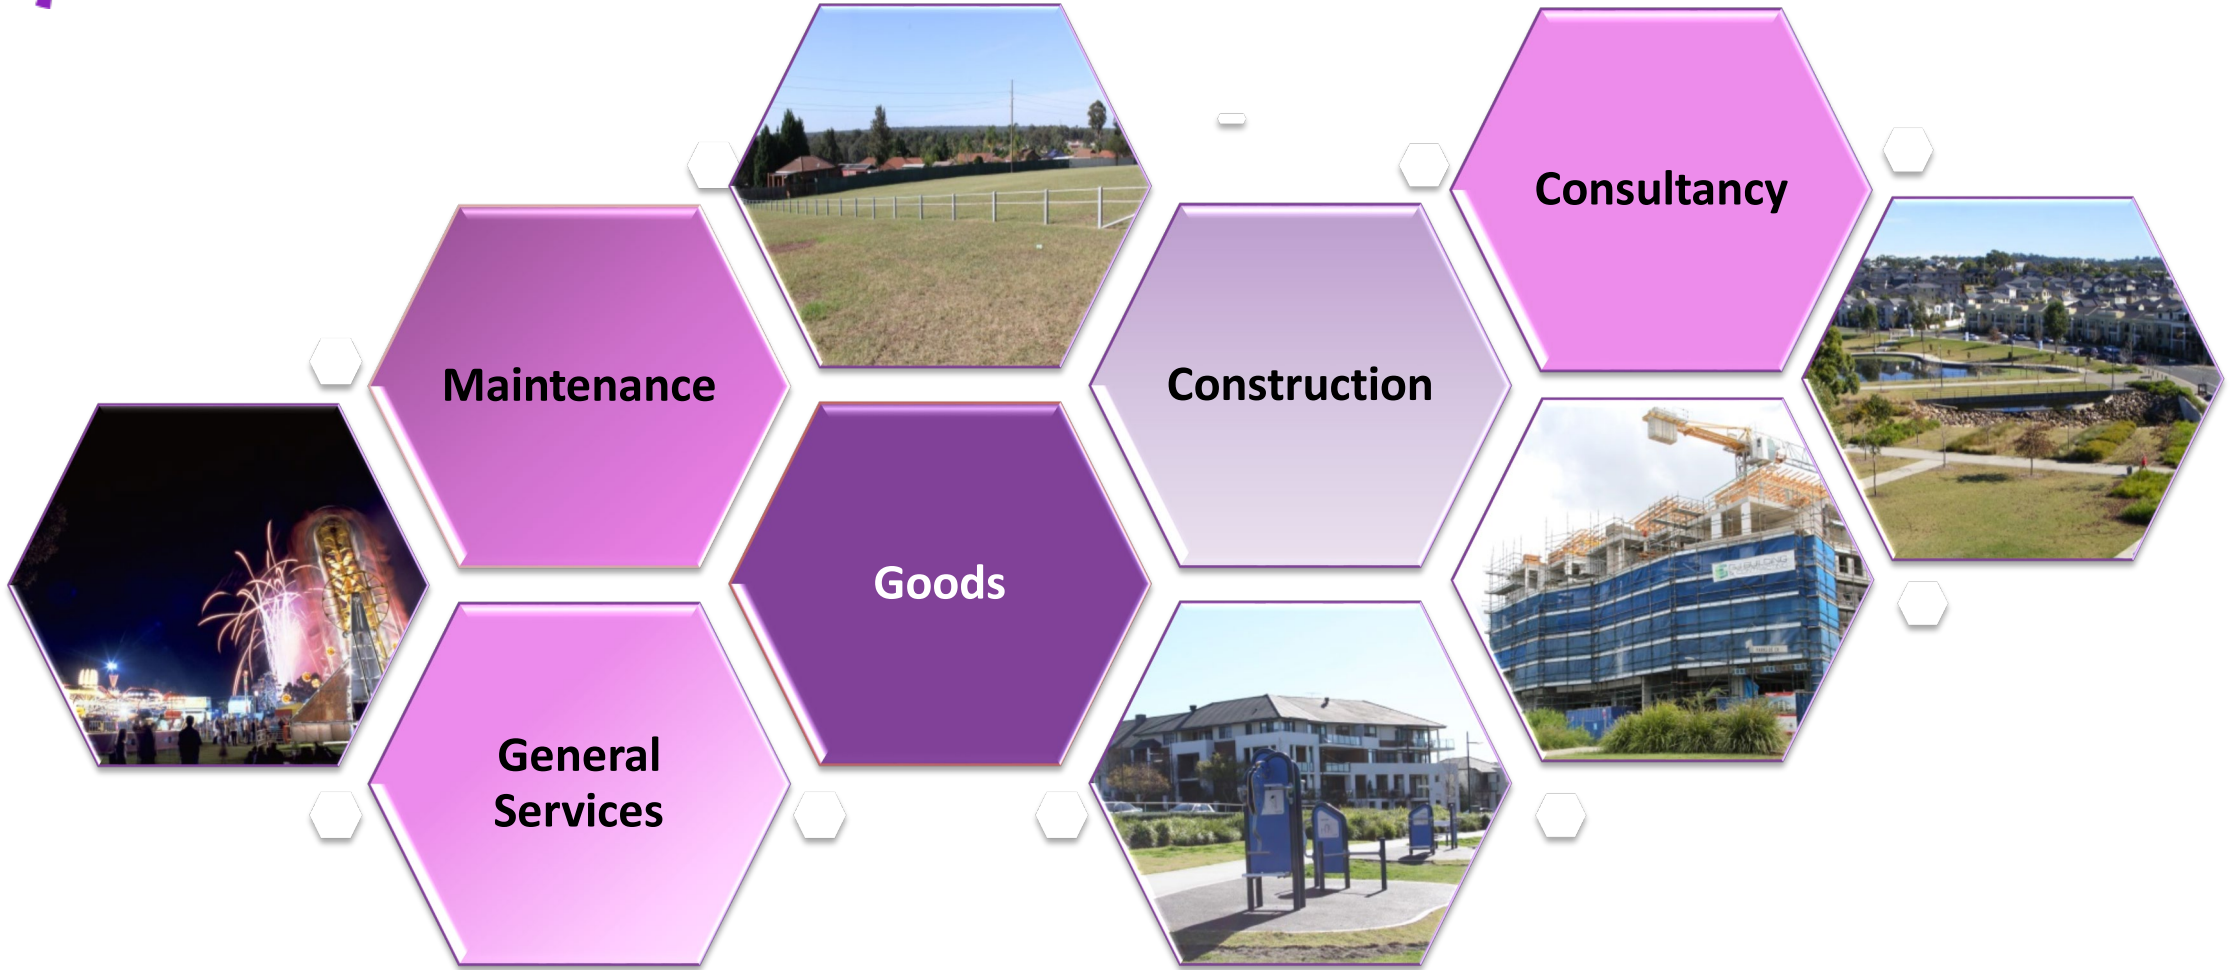 Consultancy
Maintenance
Construction
Goods
General
Services